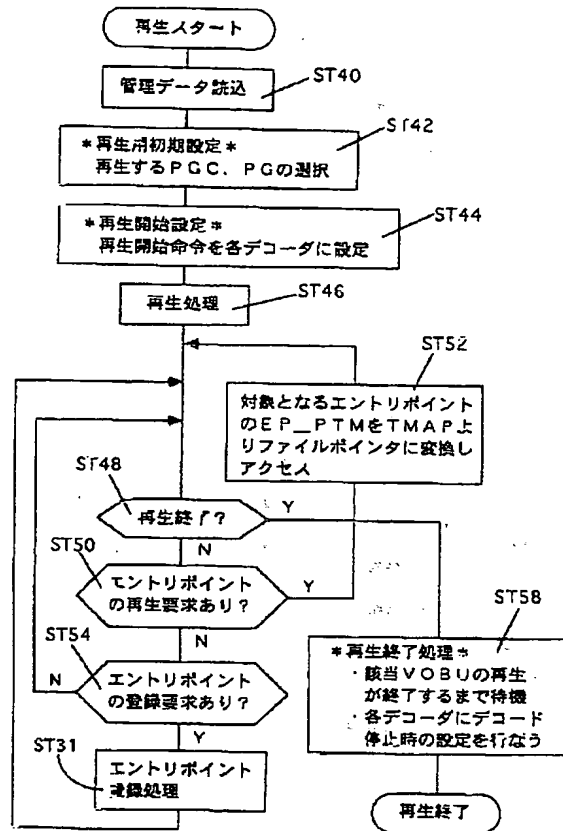 再生スタート
管理データ読込
ST40
ST42
*再生用初期設定*
再生するPGC、PGの選択
ST44
*再生開始設定*
再生開始命令を各デコーダに設定
再生処理
ST46
ST52
対象となるエントリポイント
のEP_PTMをTMAPよ
りファイルポインタに変換し
アクセス
ST48
再生終了?
Y
N
ST50
エントリポイント
の再生要求あり?
Y
N
ST54
エントリポイント
の登録要求あり?
N
Y
ST31
エントリポイント
登録処理
ST58
*再生終了処理*
・該当VOBUの再生
が終了するまで待機
・各デコーダにデコード
停止時の設定を行なう
再生終了